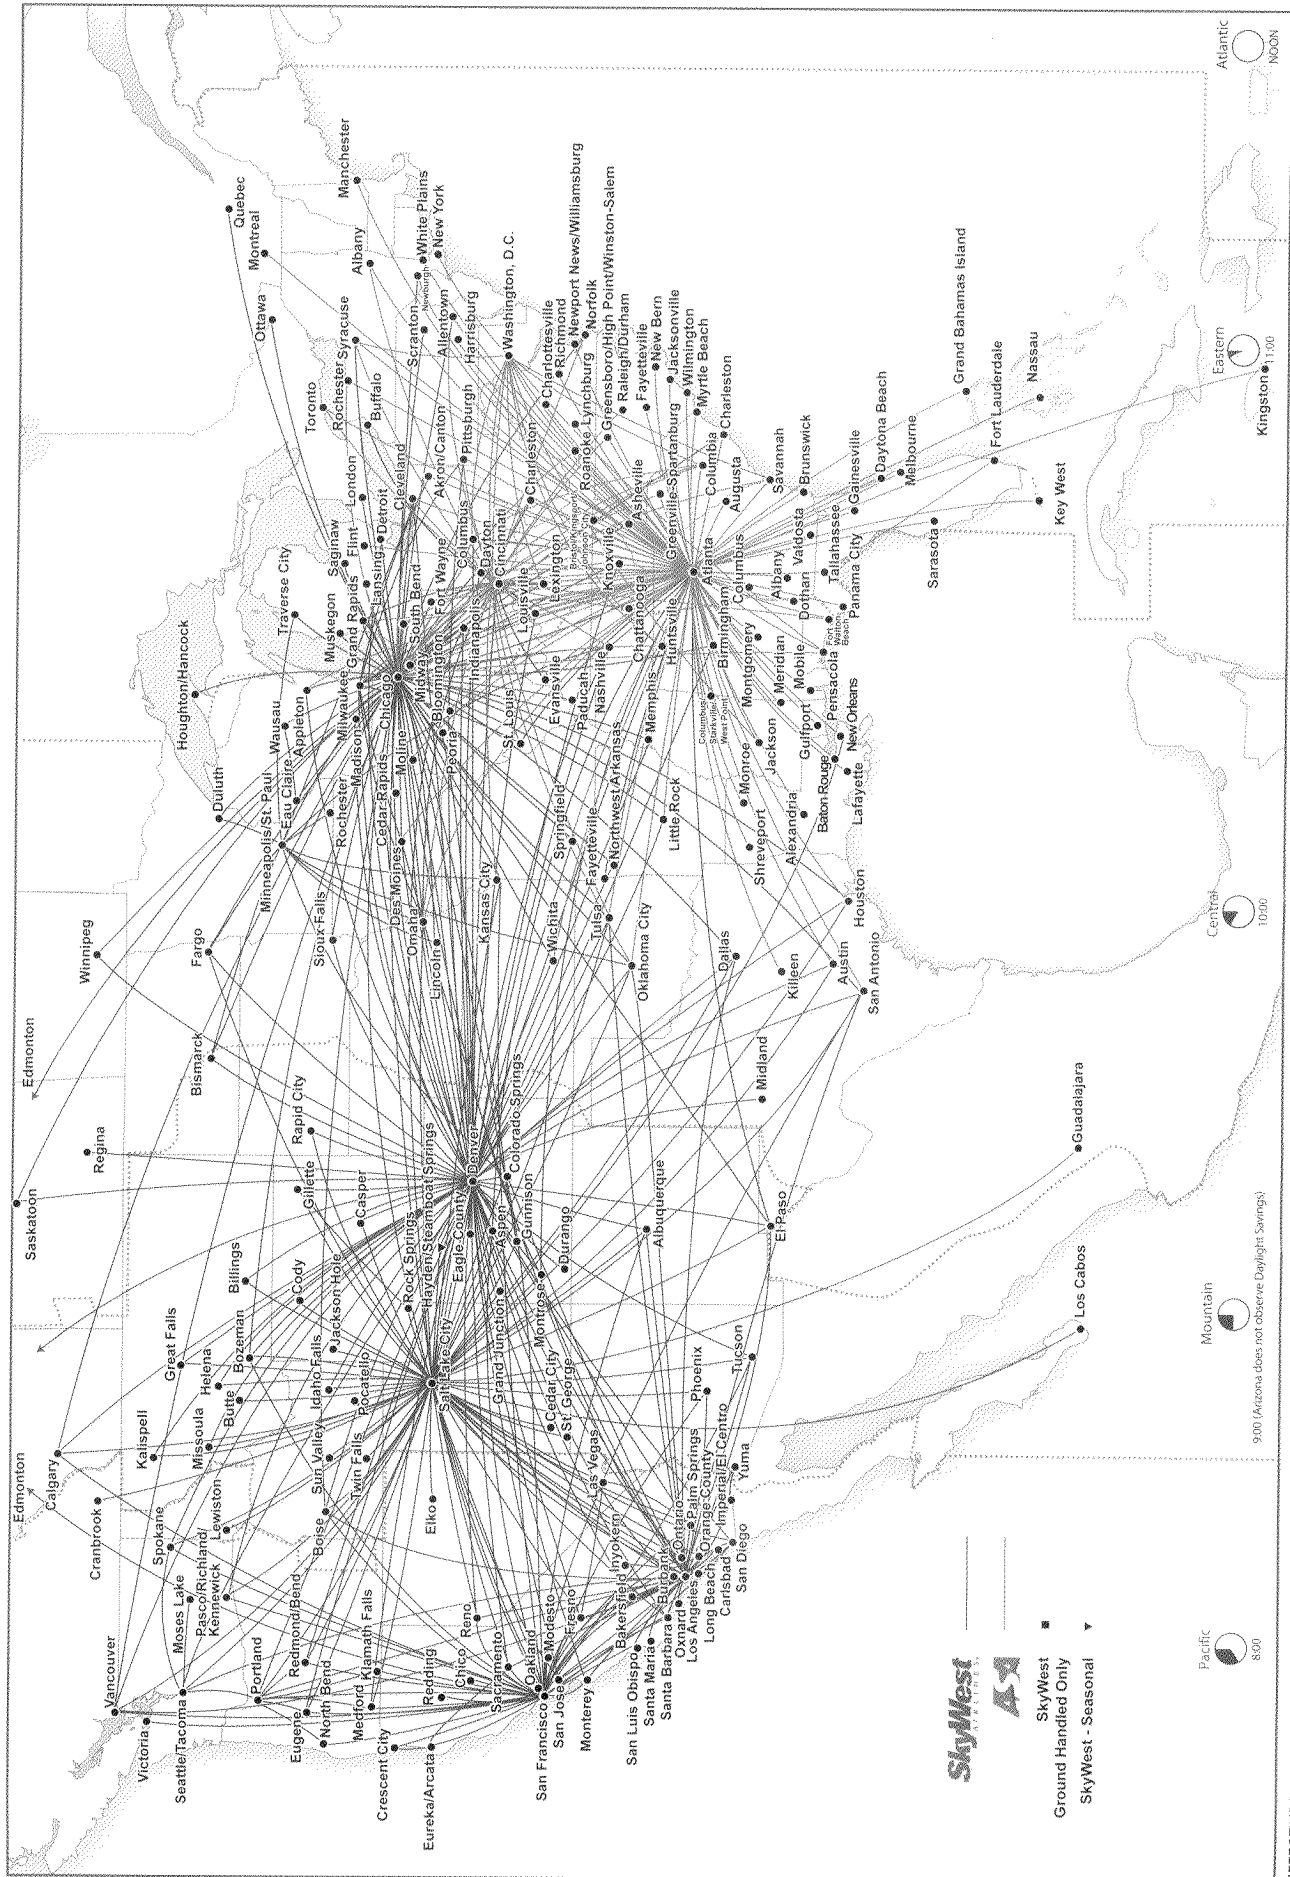 Edmonton
Calgary
Cranbrook
Spokane
Vancouver
Victoria
Seattle/Tacoma
Moses Lake
Pasco/Richland/
Kennewick
Lewiston
Portland
Redmond/Bend
Eugene
North Bend
Medford
Klamath Falls
Crescent City
Eureka/Arcata
Redding
Chico
Reno
Sacramento
Oakland
San Francisco
San Jose
Modesto
Monterey
Fresno
San Luis Obispo
Santa Maria
Santa Barbara
Bakersfield
Inyokern
Burbank
Oxnard
Los Angeles
Ontario
Long Beach
Palm Springs
Orange County
Carlsbad
San Diego
Imperial/El Centro
Yuma
Las Vegas
Elko
Boise
Twin Falls
Sun Valley
Kalispell
Missoula
Butte
Helena
Great Falls
Bozeman
Idaho Falls
Pocatello
Salt Lake City
Cedar City
St. George
Phoenix
Tucson
Billings
Cody
Jackson Hole
Rock Springs
Casper
Gillette
Rapid City
Hayden/Steamboat Springs
Eagle County
Denver
Aspen
Gunnison
Colorado Springs
Grand Junction
Montrose
Durango
Albuquerque
El Paso
Los Cabos
Guadalajara
Saskatoon
Regina
Edmonton
Winnipeg
Bismarck
Fargo
Sioux Falls
Minneapolis/St. Paul
Duluth
Eau Claire
Rochester
Wausau
Appleton
Houghton/Hancock
Madison
Milwaukee
Cedar Rapids
Des Moines
Omaha
Lincoln
Moline
Chicago
Midway
Bloomington
Peoria
Kansas City
St. Louis
Springfield
Wichita
Fayetteville
Northwest Arkansas
Tulsa
Oklahoma City
Little Rock
Memphis
Dallas
Midland
Killeen
Austin
San Antonio
Houston
Shreveport
Monroe
Alexandria
Baton Rouge
Lafayette
New Orleans
Gulfport
Jackson
Meridian
Mobile
Pensacola
Montgomery
Columbus/
Starkville/
West Point
Birmingham
Huntsville
Nashville
Paducah
Evansville
Louisville
Lexington
Indianapolis
Fort Wayne
South Bend
Muskegon
Grand Rapids
Traverse City
Saginaw
Lansing
Flint
Detroit
London
Toronto
Cleveland
Akron/Canton
Columbus
Dayton
Cincinnati
Pittsburgh
Buffalo
Rochester
Syracuse
Ottawa
Montreal
Quebec
Manchester
Albany
Scranton
Newburgh
White Plains
New York
Allentown
Harrisburg
Washington, D.C.
Charlottesville
Richmond
Newport News/Williamsburg
Norfolk
Lynchburg
Roanoke
Charleston
Greensboro/High Point/Winston-Salem
Raleigh/Durham
Fayetteville
New Bern
Jacksonville
Wilmington
Myrtle Beach
Bristol/Kingsport/
Johnson City
Asheville
Knoxville
Chattanooga
Greenville-Spartanburg
Atlanta
Columbia
Charleston
Augusta
Savannah
Columbus
Albany
Dothan
Valdosta
Brunswick
Tallahassee
Panama City
Fort
Walton
Beach
Gainesville
Daytona Beach
Melbourne
Sarasota
Fort Lauderdale
Key West
Grand Bahamas Island
Nassau
Kingston
SkyWest
AIRLINES
ASA
SkyWest
Ground Handled Only
SkyWest - Seasonal
Pacific
8:00
Mountain
9:00 (Arizona does not observe Daylight Savings)
Central
10:00
Eastern
11:00
Atlantic
NOON